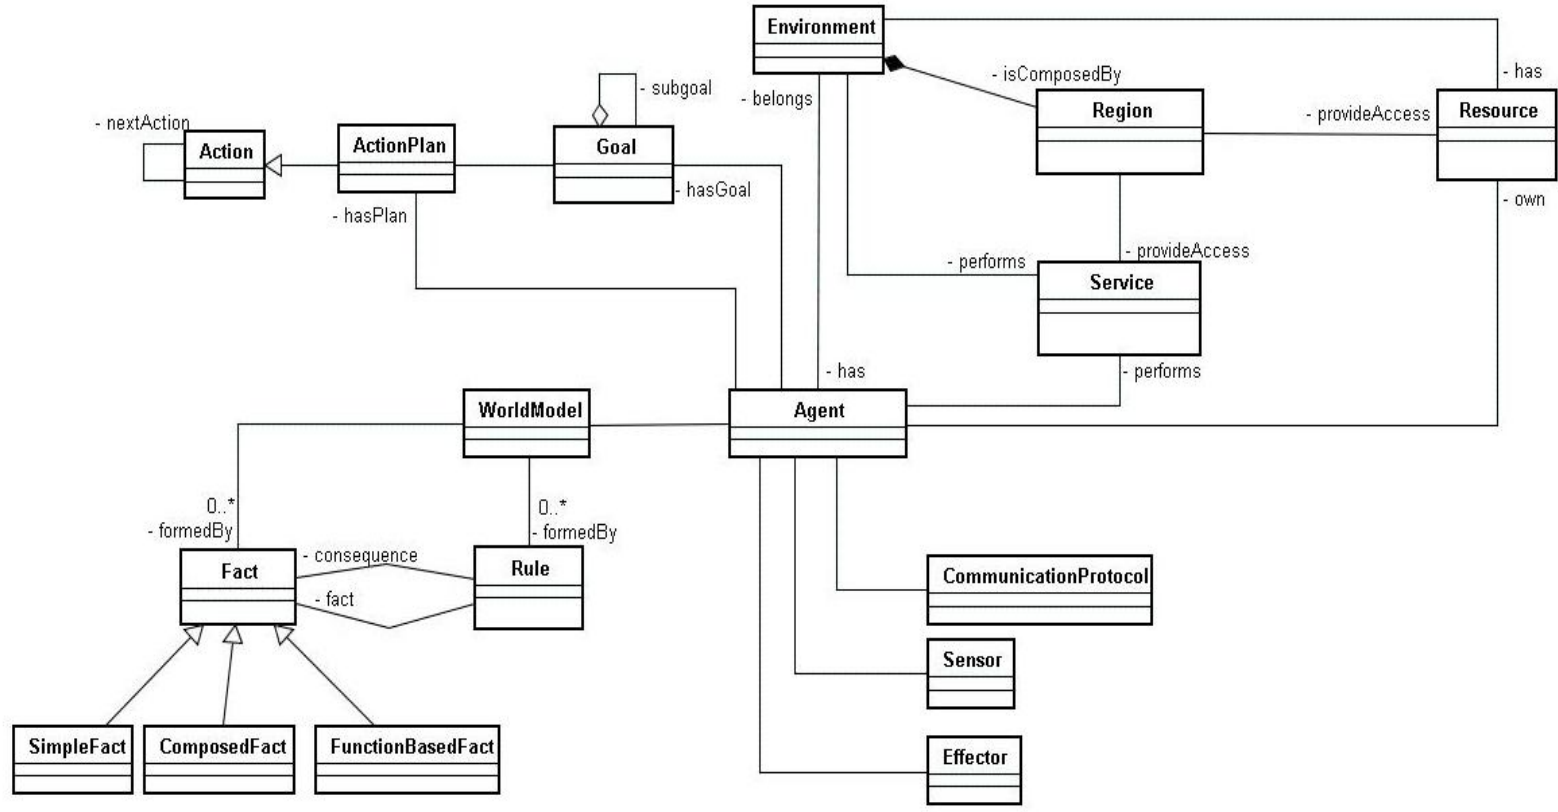 Environment
- has
- subgoal
- isComposedBy
- belongs
Region
- provideAccess
Resource
- nextAction
Action
ActionPlan
Goal
- hasGoal
- hasPlan
- own
- provideAccess
- performs
Service
- has
- performs
WorldModel
Agent
0..*
- formedBy
0..*
- formedBy
Fact
- consequence
- fact
Rule
CommunicationProtocol
Sensor
Effector
SimpleFact
ComposedFact
FunctionBasedFact